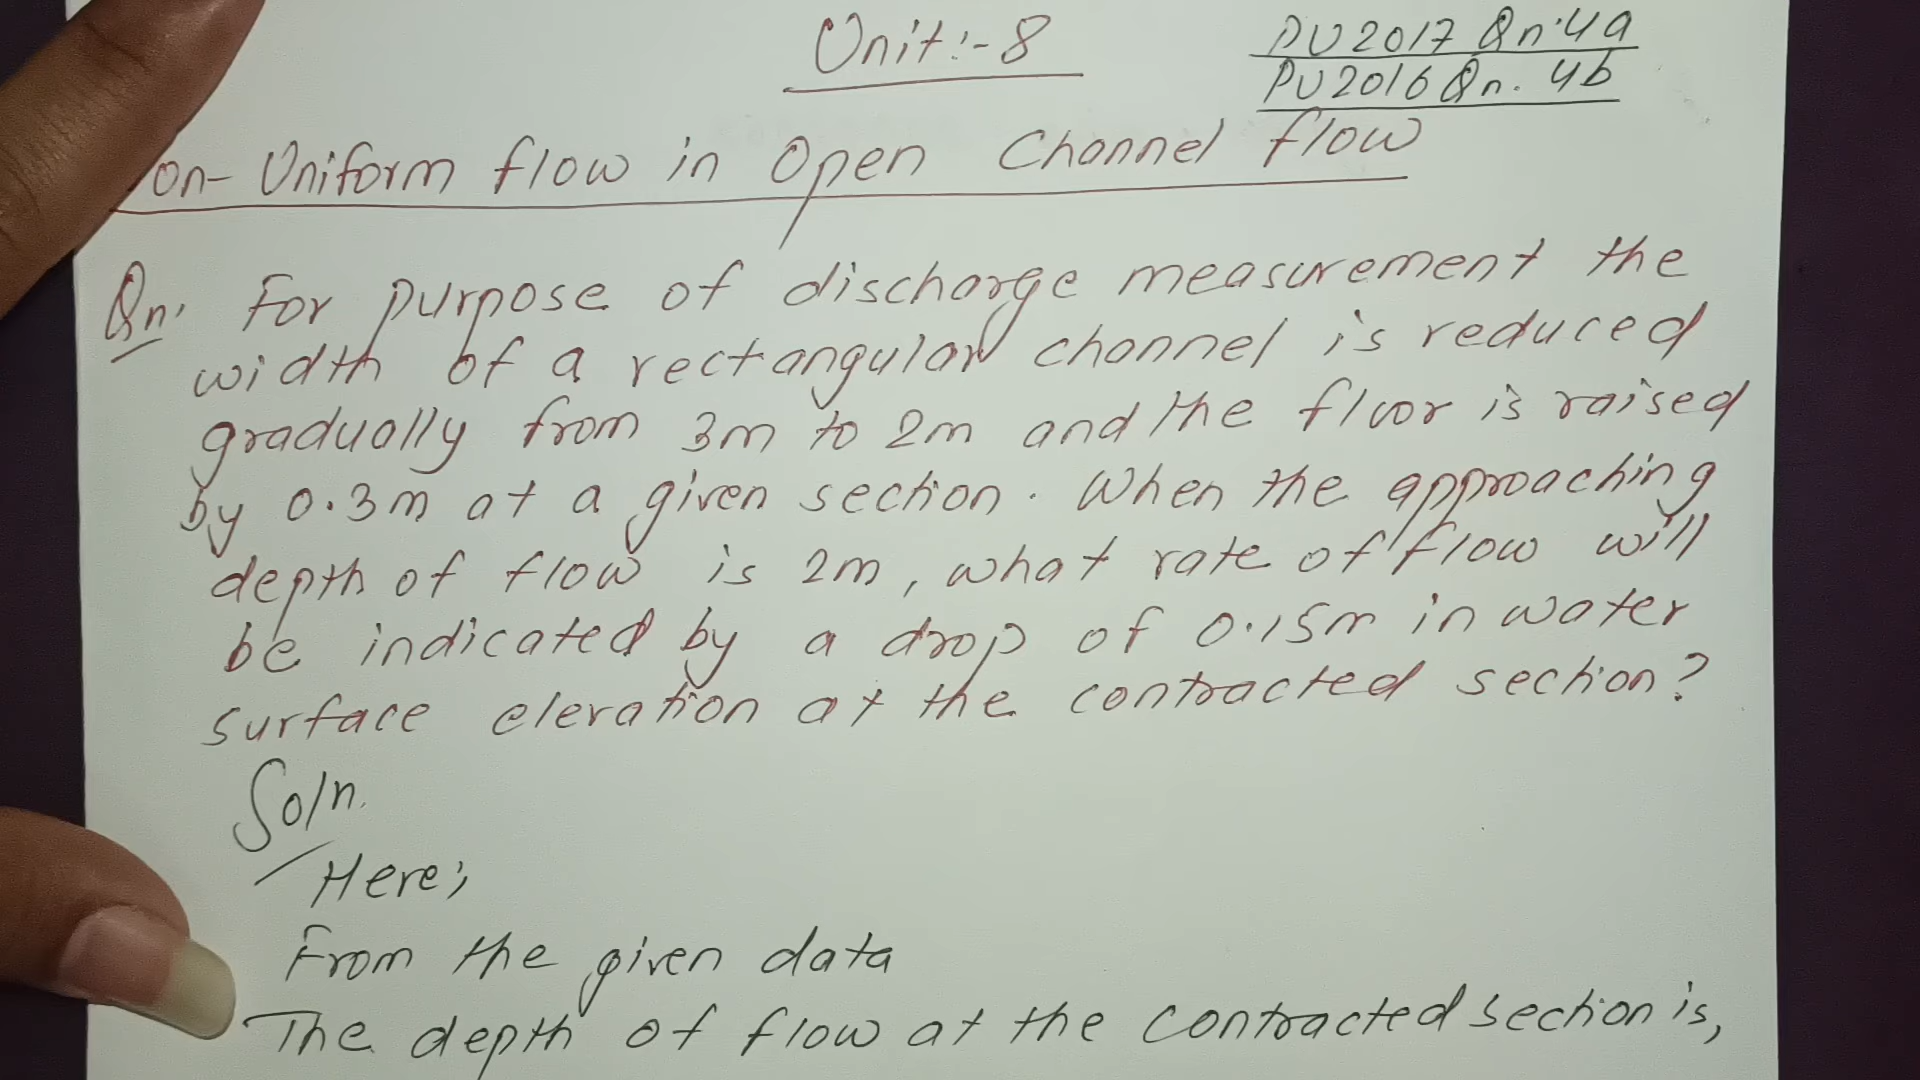 Unit:-8
PU 2017 Qn.4a
PU 2016 Qn. 4b
on-Uniform flow in Open Channel flow
Qn. For purpose of discharge measurement the
width of a rectangular channel is reduced
gradually from 3m to 2m and the floor is raised
by 0.3m at a given section. When the approaching
depth of flow is 2m, what rate of flow will
be indicated by a drop of 0.15m in water
surface elevation at the contracted section?
Soln.
Here;
From the given data
The depth of flow at the contracted section is,